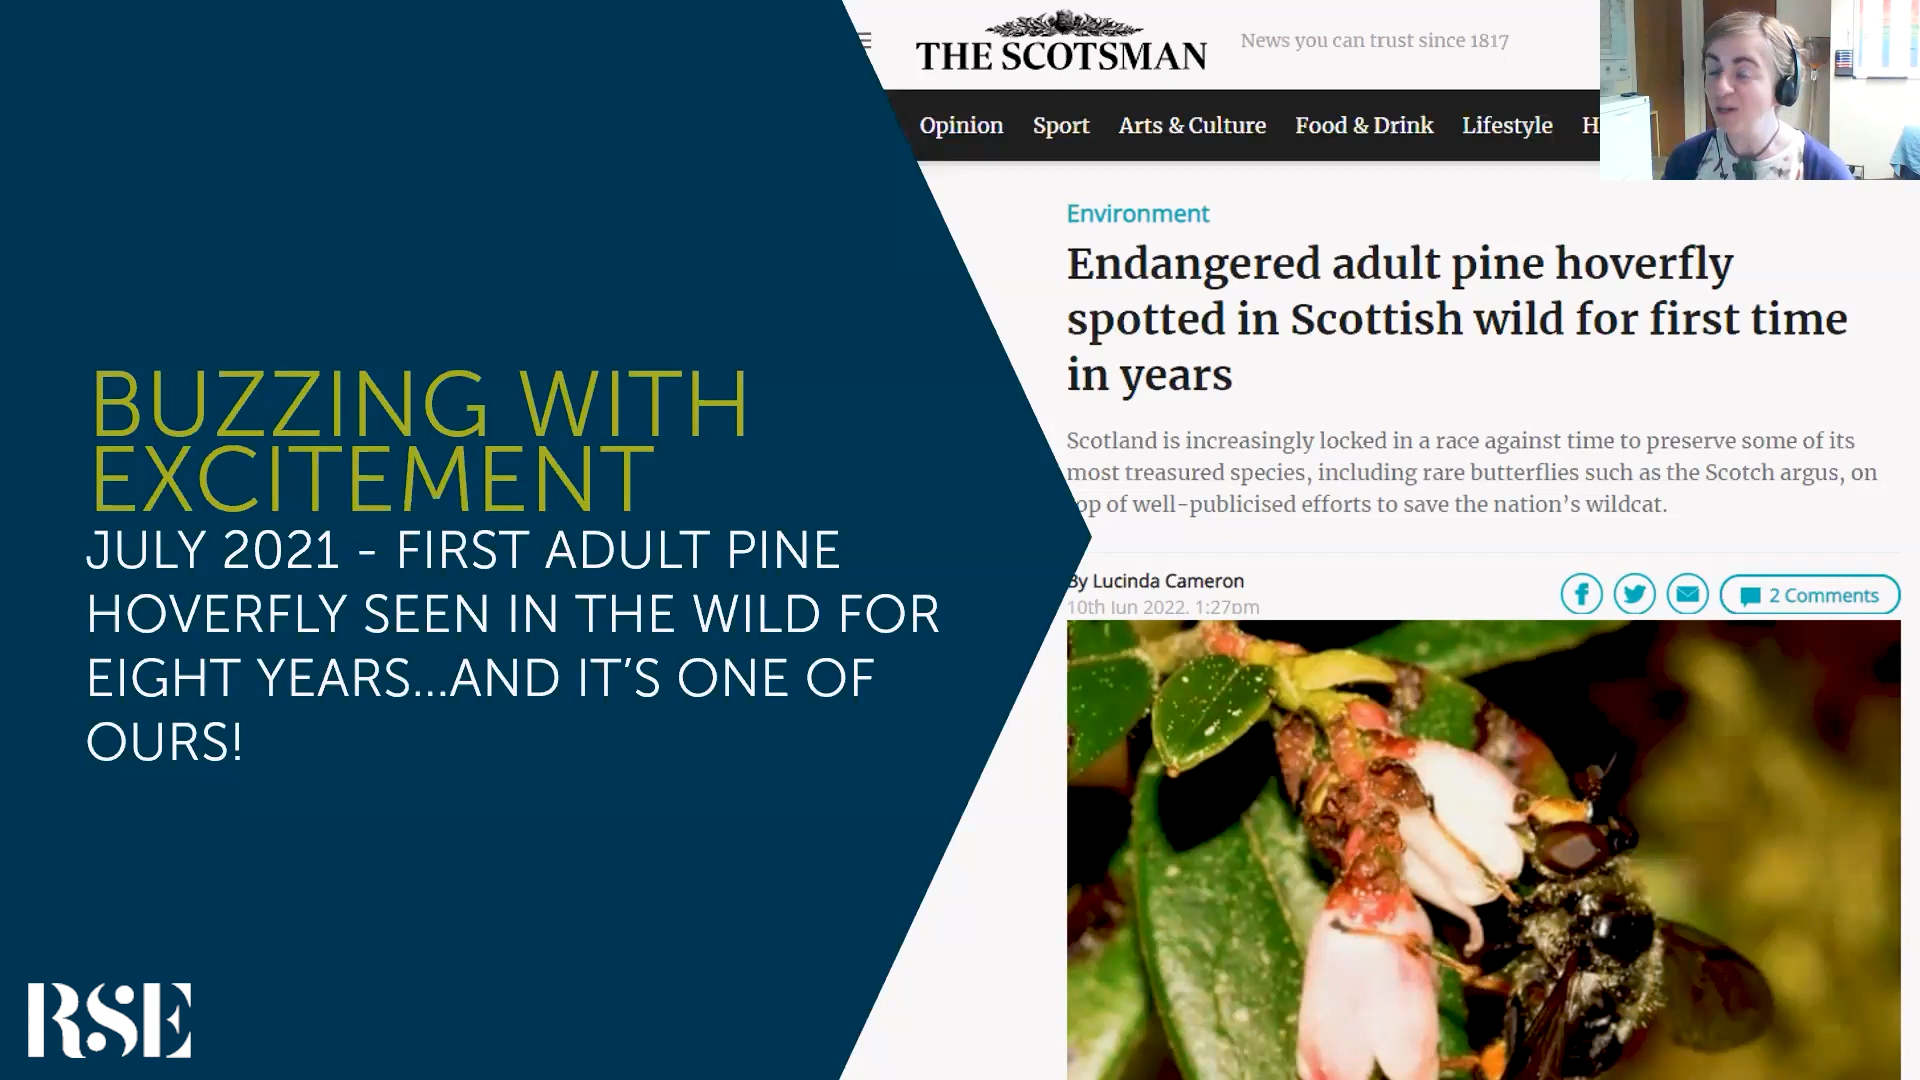 BUZZING WITH
EXCITEMENT
JULY 2021 - FIRST ADULT PINE
HOVERFLY SEEN IN THE WILD FOR
EIGHT YEARS...AND IT'S ONE OF
OURS!
RSE
THE SCOTSMAN
News you can trust since 1817
Opinion Sport Arts & Culture Food & Drink Lifestyle H
Environment
Endangered adult pine hoverfly
spotted in Scottish wild for first time
in years
Scotland is increasingly locked in a race against time to preserve some of its
most treasured species, including rare butterflies such as the Scotch argus, on
op of well-publicised efforts to save the nation's wildcat.
By Lucinda Cameron
10th Jun 2022, 1:27pm
2 Comments